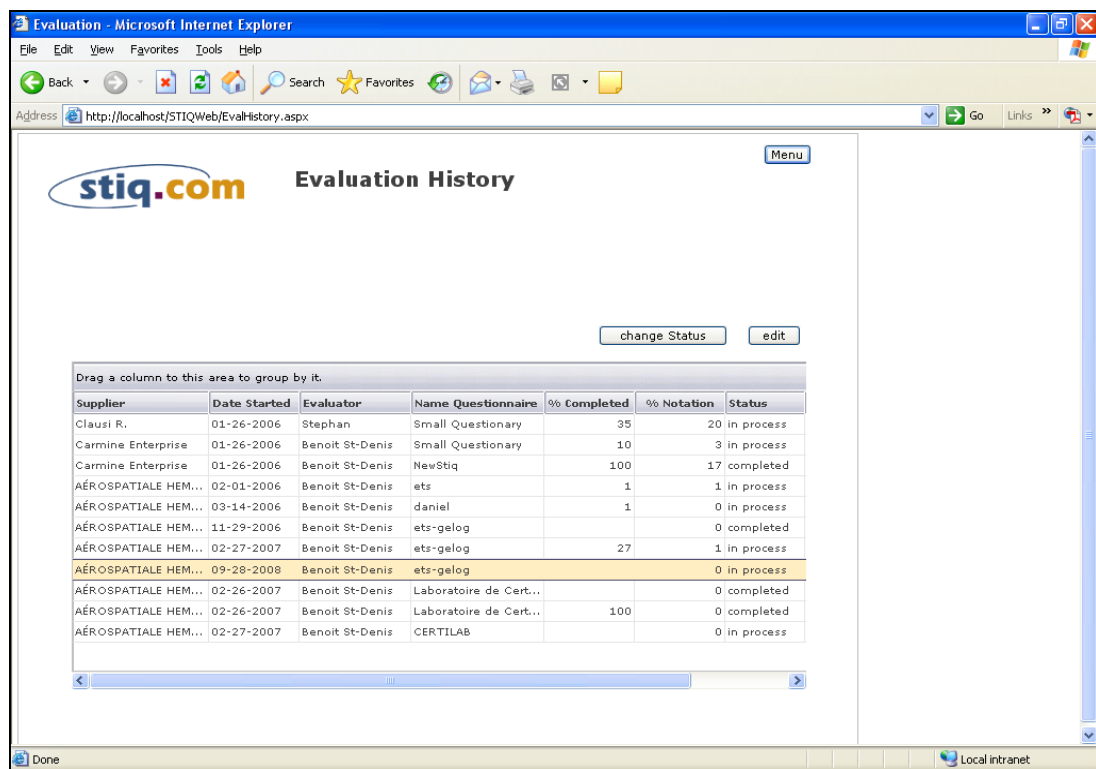 Evaluation - Microsoft Internet Explorer
File Edit View Favorites Tools Help
Back Search Favorites
Address http://localhost/STIQWeb/EvalHistory.aspx Go Links »
Menu
stiq.com Evaluation History
change Status edit
Drag a column to this area to group by it.
Supplier Date Started Evaluator Name Questionnaire % Completed % Notation Status
Clausi R. 01-26-2006 Stephan Small Questionary 35 20 in process
Carmine Enterprise 01-26-2006 Benoit St-Denis Small Questionary 10 3 in process
Carmine Enterprise 01-26-2006 Benoit St-Denis NewStiq 100 17 completed
AÉROSPATIALE HEM... 02-01-2006 Benoit St-Denis ets 1 1 in process
AÉROSPATIALE HEM... 03-14-2006 Benoit St-Denis daniel 1 0 in process
AÉROSPATIALE HEM... 11-29-2006 Benoit St-Denis ets-gelog 0 completed
AÉROSPATIALE HEM... 02-27-2007 Benoit St-Denis ets-gelog 27 1 in process
AÉROSPATIALE HEM... 09-28-2008 Benoit St-Denis ets-gelog 0 in process
AÉROSPATIALE HEM... 02-26-2007 Benoit St-Denis Laboratoire de Cert... 0 completed
AÉROSPATIALE HEM... 02-26-2007 Benoit St-Denis Laboratoire de Cert... 100 0 completed
AÉROSPATIALE HEM... 02-27-2007 Benoit St-Denis CERTILAB 0 in process
Done Local intranet